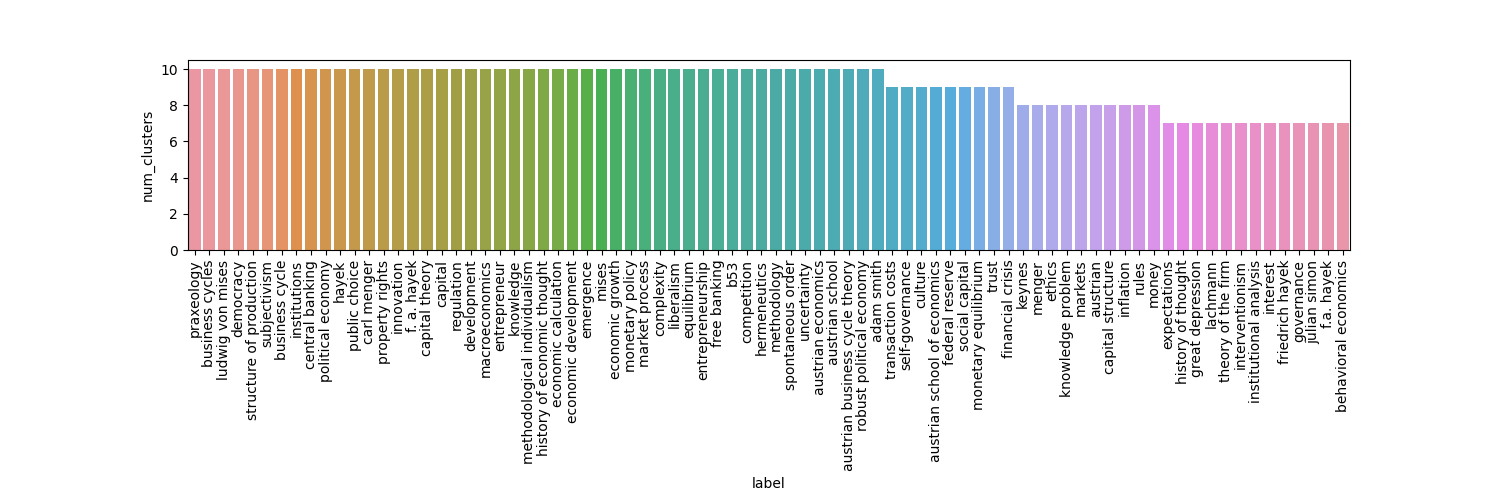 10
8
6
4
2
0
num_clusters
praxeology
business cycles
ludwig von mises
democracy
structure of production
subjectivism
business cycle
institutions
central banking
political economy
hayek
public choice
carl menger
property rights
innovation
f. a. hayek
capital theory
capital
regulation
development
macroeconomics
entrepreneur
knowledge
methodological individualism
history of economic thought
economic calculation
economic development
emergence
mises
economic growth
monetary policy
market process
complexity
liberalism
equilibrium
entrepreneurship
free banking
b53
competition
hermeneutics
methodology
spontaneous order
uncertainty
austrian economics
austrian school
austrian business cycle theory
robust political economy
adam smith
transaction costs
self-governance
culture
austrian school of economics
federal reserve
social capital
monetary equilibrium
trust
financial crisis
keynes
menger
ethics
knowledge problem
markets
austrian
capital structure
inflation
rules
money
expectations
history of thought
great depression
lachmann
theory of the firm
interventionism
institutional analysis
interest
friedrich hayek
governance
julian simon
f.a. hayek
behavioral economics
label